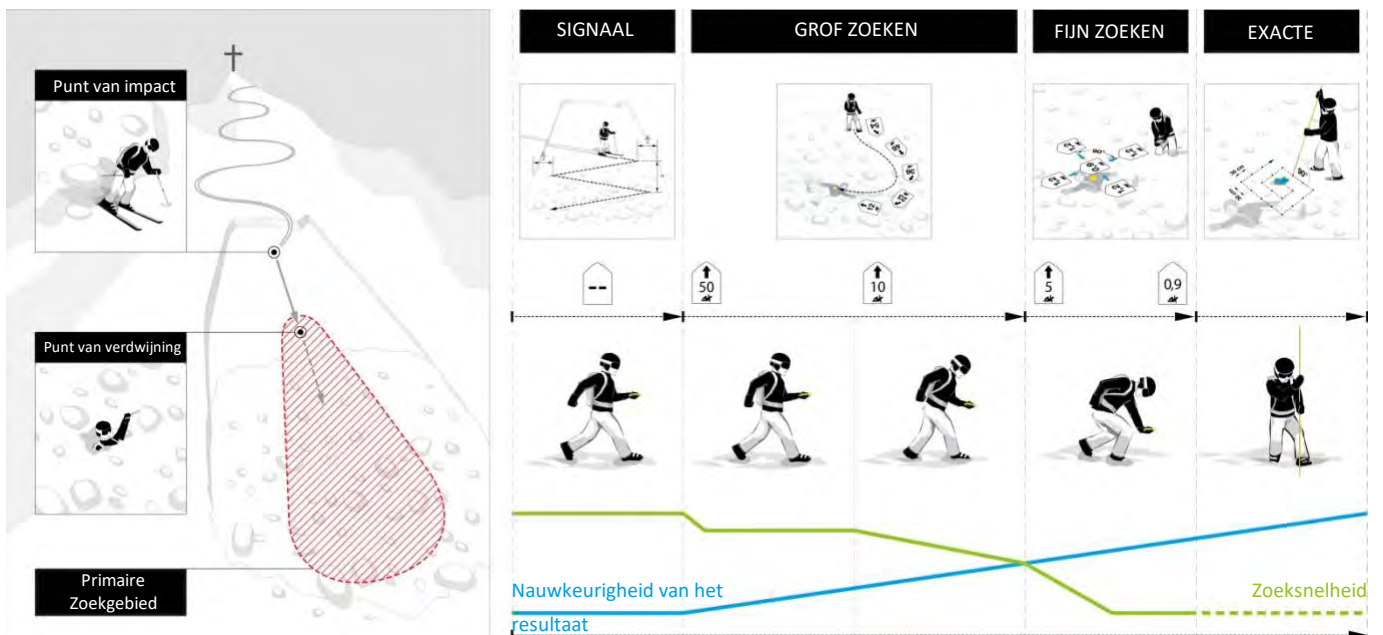 Punt van impact
Punt van verdwijning
Primaire
Zoekgebied
SIGNAAL
GROF ZOEKEN
FIJN ZOEKEN
EXACTE
--
50
10
5
0,9
90°
Nauwkeurigheid van het
resultaat
Zoeksnelheid